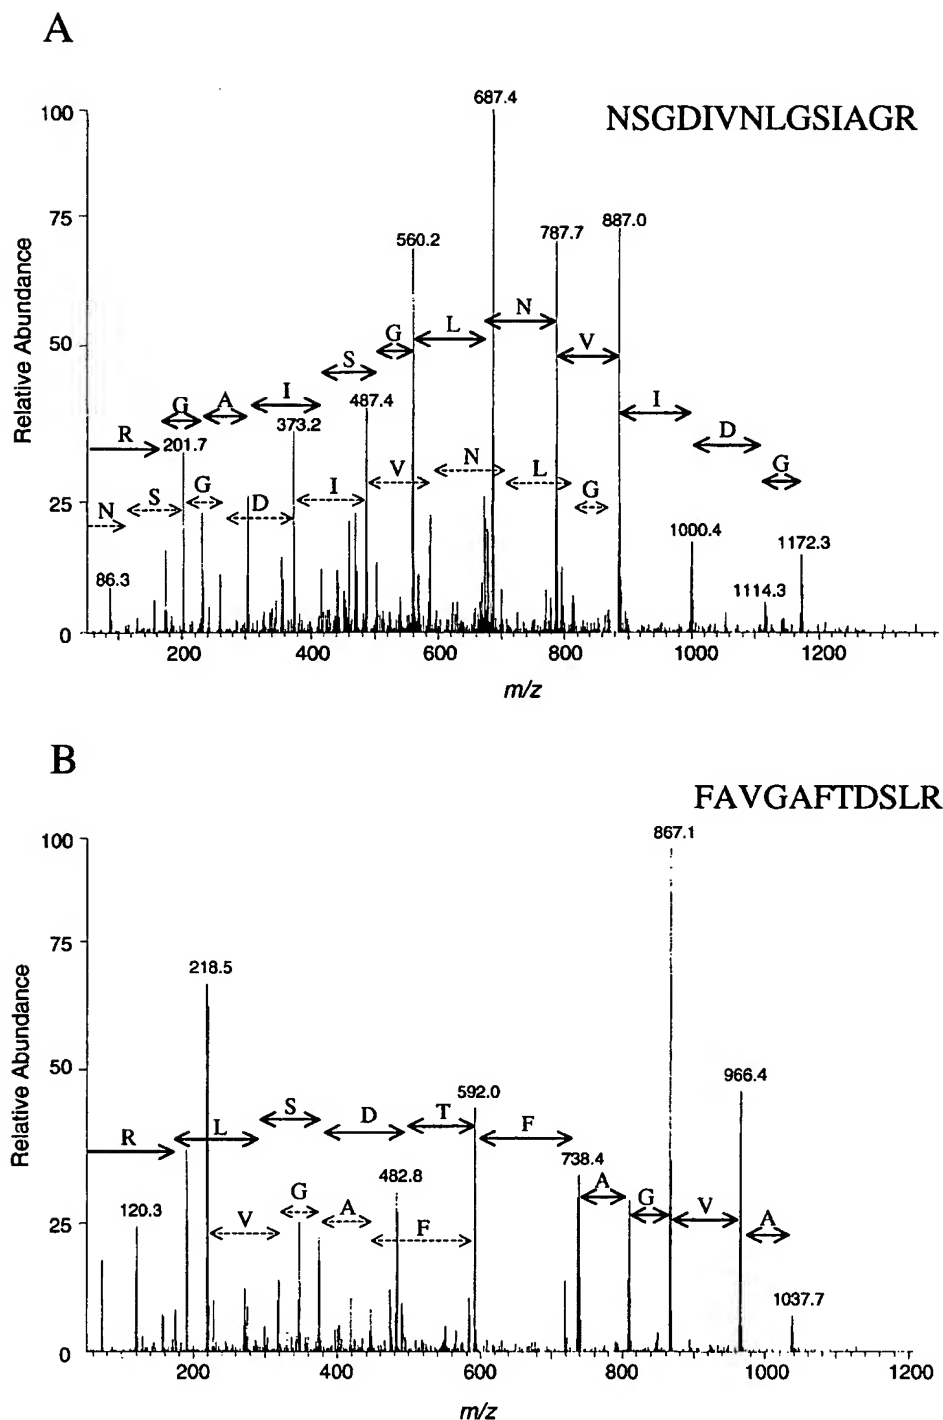 A
NSGDIVNLGSIAGR
687.4
887.0
787.7
560.2
N
L
V
G
S
I
A
G
R
487.4
373.2
201.7
I
D
G
N
S
G
D
I
V
N
L
G
86.3
1000.4
1114.3
1172.3
100
75
50
25
0
Relative Abundance
200 400 600 800 1000 1200
m/z
B
FAVGAFTDSLR
867.1
218.5
966.4
592.0
R
L
S
D
T
F
738.4
A
G
V
A
482.8
120.3
V
G
A
F
1037.7
100
75
50
25
0
Relative Abundance
200 400 600 800 1000 1200
m/z